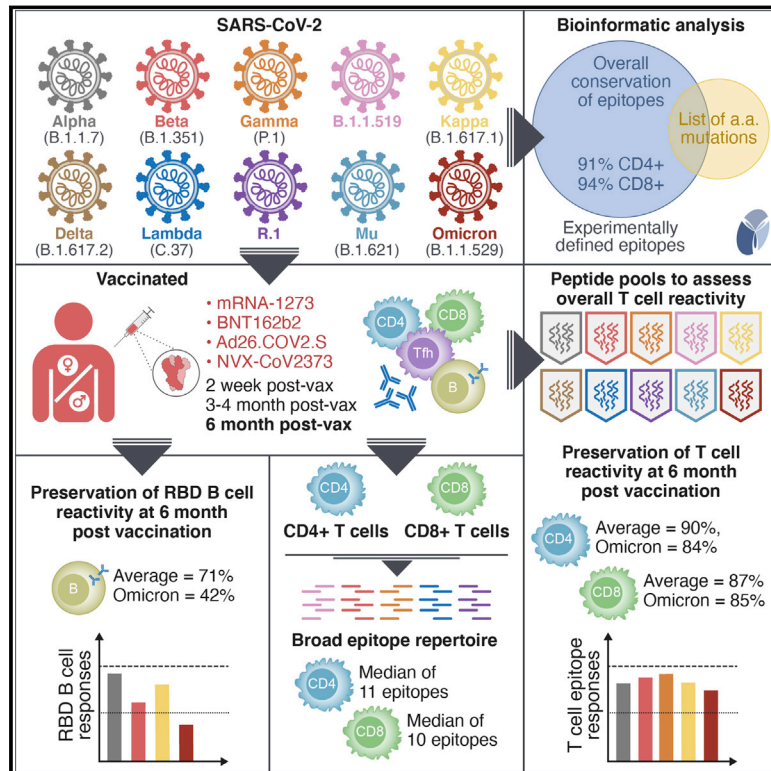 SARS-CoV-2
Alpha
(B.1.1.7)
Beta
(B.1.351)
Gamma
(P.1)
B.1.1.519
Kappa
(B.1.617.1)
Delta
(B.1.617.2)
Lambda
(C.37)
R.1
Mu
(B.1.621)
Omicron
(B.1.1.529)
Bioinformatic analysis
Overall
conservation
of epitopes
91% CD4+
94% CD8+
List of a.a.
mutations
Experimentally
defined epitopes
Vaccinated
• mRNA-1273
• BNT162b2
• Ad26.COV2.S
• NVX-CoV2373
2 week post-vax
3-4 month post-vax
6 month post-vax
CD4
CD8
Tfh
B
Peptide pools to assess
overall T cell reactivity
Preservation of T cell
reactivity at 6 month
post vaccination
CD4
Average = 90%,
Omicron = 84%
CD8
Average = 87%
Omicron = 85%
T cell epitope
responses
Preservation of RBD B cell
reactivity at 6 month
post vaccination
B
Average = 71%
Omicron = 42%
RBD B cell
responses
CD4
CD8
CD4+ T cells
CD8+ T cells
Broad epitope repertoire
CD4
Median of
11 epitopes
CD8
Median of
10 epitopes